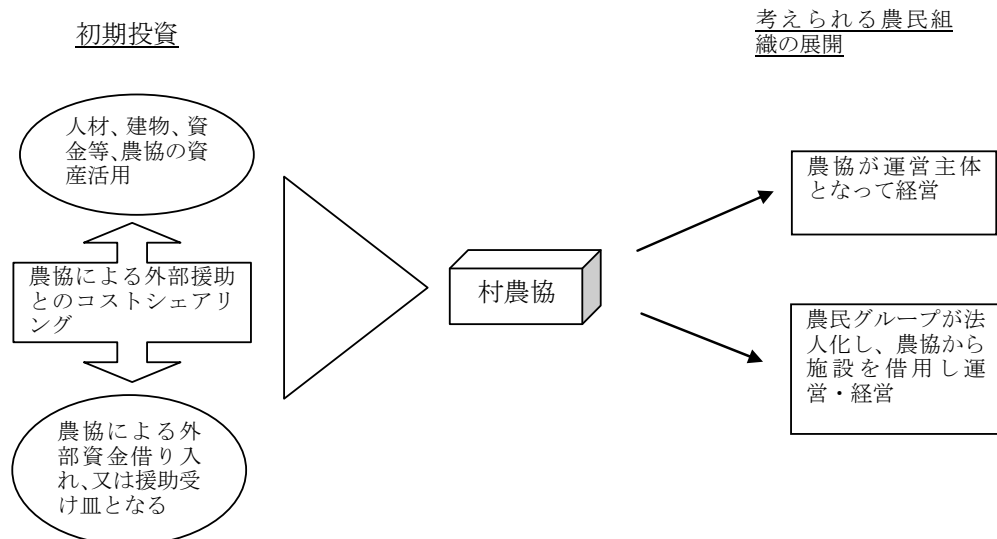 初期投資
考えられる農民組
織の展開
人材、建物、資
金等、農協の資
産活用
農協による外部援助
とのコストシェアリ
ング
農協による外
部資金借り入
れ、又は援助受
け皿となる
村農協
農協が運営主体
となって経営
農民グループが法
人化し、農協から
施設を借用し運
営・経営